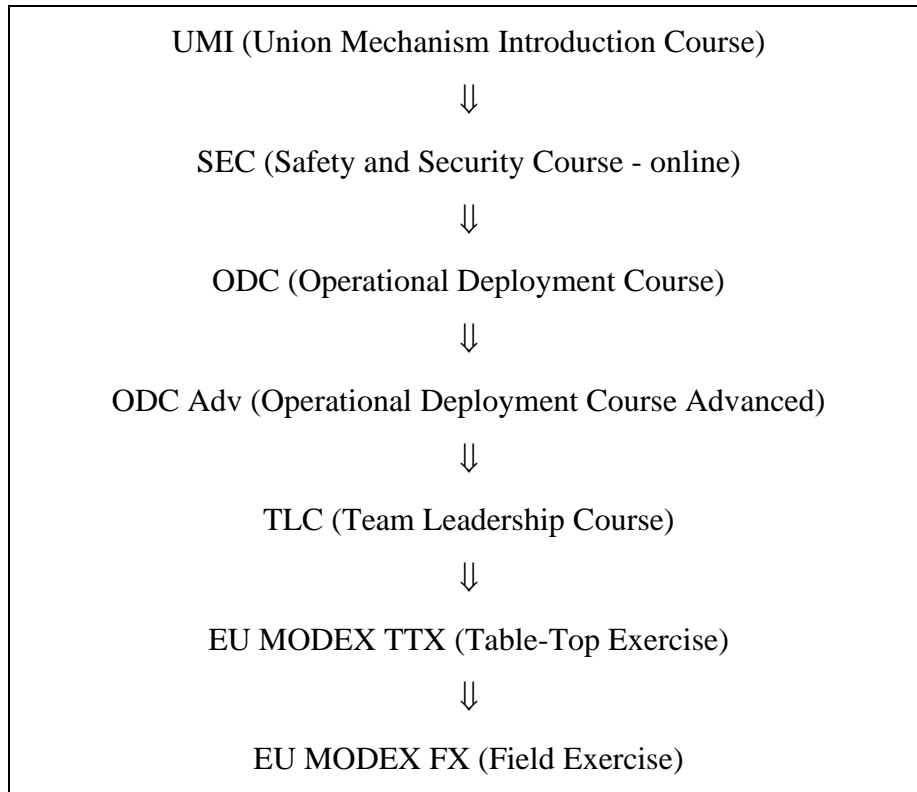 UMI (Union Mechanism Introduction Course)
⇓
SEC (Safety and Security Course - online)
⇓
ODC (Operational Deployment Course)
⇓
ODC Adv (Operational Deployment Course Advanced)
⇓
TLC (Team Leadership Course)
⇓
EU MODEX TTX (Table-Top Exercise)
⇓
EU MODEX FX (Field Exercise)